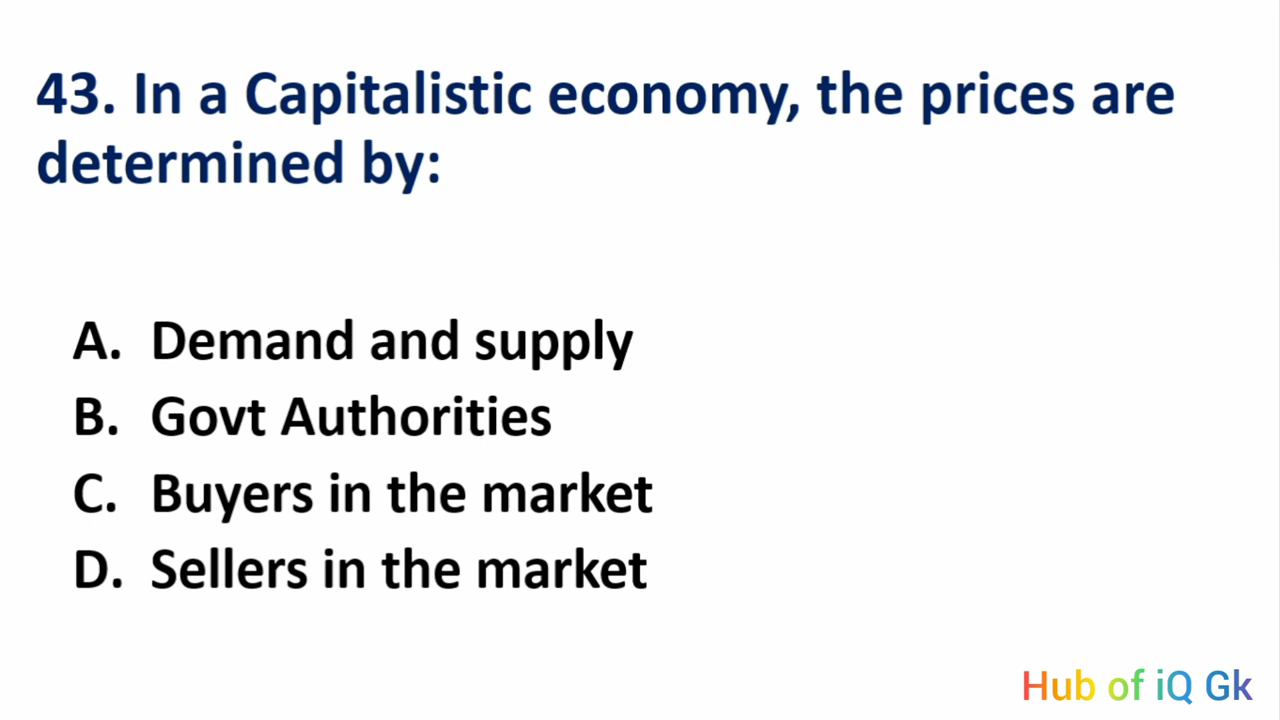 43. In a Capitalistic economy, the prices are
determined by:
A. Demand and supply
B. Govt Authorities
C. Buyers in the market
D. Sellers in the market
Hub of iQ Gk